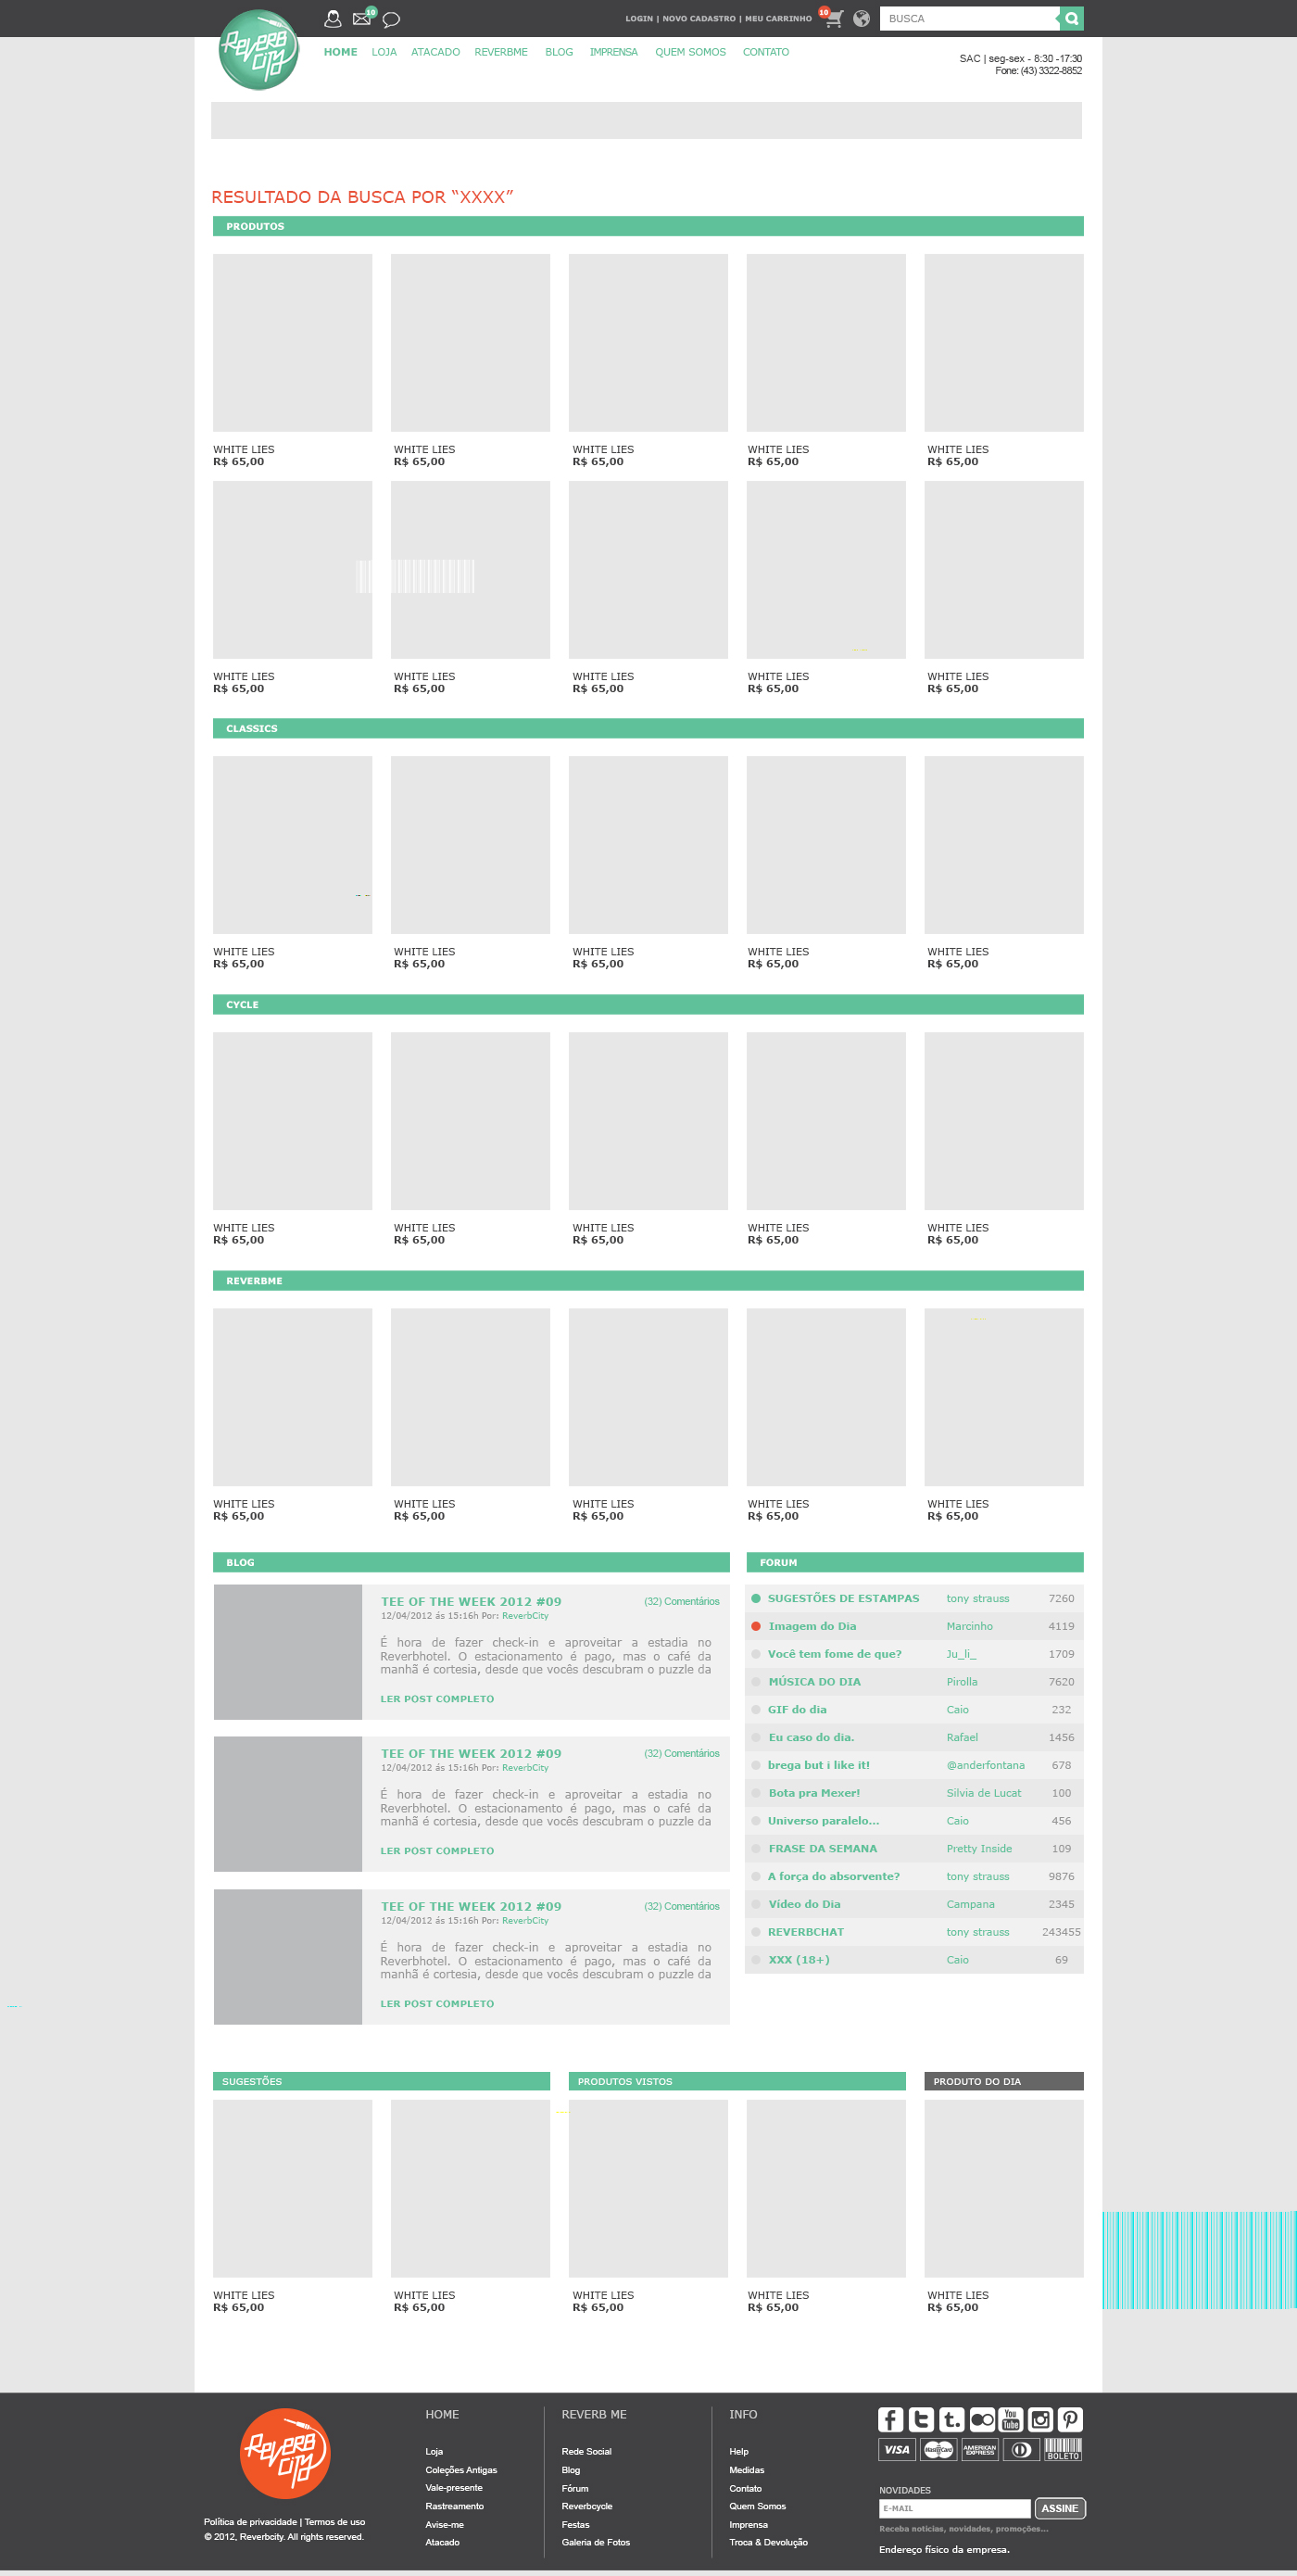 REVERB CITY
10
LOGIN | NOVO CADASTRO | MEU CARRINHO
10
BUSCA
HOME LOJA ATACADO REVERBME BLOG IMPRENSA QUEM SOMOS CONTATO
SAC | seg-sex - 8:30 -17:30
Fone: (43) 3322-8852
RESULTADO DA BUSCA POR “XXXX”
PRODUTOS
WHITE LIES WHITE LIES WHITE LIES WHITE LIES WHITE LIES
R$ 65,00 R$ 65,00 R$ 65,00 R$ 65,00 R$ 65,00
WHITE LIES WHITE LIES WHITE LIES WHITE LIES WHITE LIES
R$ 65,00 R$ 65,00 R$ 65,00 R$ 65,00 R$ 65,00
CLASSICS
WHITE LIES WHITE LIES WHITE LIES WHITE LIES WHITE LIES
R$ 65,00 R$ 65,00 R$ 65,00 R$ 65,00 R$ 65,00
CYCLE
WHITE LIES WHITE LIES WHITE LIES WHITE LIES WHITE LIES
R$ 65,00 R$ 65,00 R$ 65,00 R$ 65,00 R$ 65,00
REVERBME
WHITE LIES WHITE LIES WHITE LIES WHITE LIES WHITE LIES
R$ 65,00 R$ 65,00 R$ 65,00 R$ 65,00 R$ 65,00
BLOG
TEE OF THE WEEK 2012 #09 (32) Comentários
12/04/2012 ás 15:16h Por: ReverbCity
É hora de fazer check-in e aproveitar a estadia no
Reverbhotel. O estacionamento é pago, mas o café da
manhã é cortesia, desde que vocês descubram o puzzle da
LER POST COMPLETO
TEE OF THE WEEK 2012 #09 (32) Comentários
12/04/2012 ás 15:16h Por: ReverbCity
É hora de fazer check-in e aproveitar a estadia no
Reverbhotel. O estacionamento é pago, mas o café da
manhã é cortesia, desde que vocês descubram o puzzle da
LER POST COMPLETO
TEE OF THE WEEK 2012 #09 (32) Comentários
12/04/2012 ás 15:16h Por: ReverbCity
É hora de fazer check-in e aproveitar a estadia no
Reverbhotel. O estacionamento é pago, mas o café da
manhã é cortesia, desde que vocês descubram o puzzle da
LER POST COMPLETO
FORUM
SUGESTÕES DE ESTAMPAS tony strauss 7260
Imagem do Dia Marcinho 4119
Você tem fome de que? Ju_li_ 1709
MÚSICA DO DIA Pirolla 7620
GIF do dia Caio 232
Eu caso do dia. Rafael 1456
brega but i like it! @anderfontana 678
Bota pra Mexer! Silvia de Lucat 100
Universo paralelo... Caio 456
FRASE DA SEMANA Pretty Inside 109
A força do absorvente? tony strauss 9876
Vídeo do Dia Campana 2345
REVERBCHAT tony strauss 243455
XXX (18+) Caio 69
SUGESTÕES PRODUTOS VISTOS PRODUTO DO DIA
WHITE LIES WHITE LIES WHITE LIES WHITE LIES WHITE LIES
R$ 65,00 R$ 65,00 R$ 65,00 R$ 65,00 R$ 65,00
REVERB CITY
Política de privacidade | Termos de uso
© 2012, Reverbcity. All rights reserved.
HOME
Loja
Coleções Antigas
Vale-presente
Rastreamento
Avise-me
Atacado
REVERB ME
Rede Social
Blog
Fórum
Reverbcycle
Festas
Galeria de Fotos
INFO
Help
Medidas
Contato
Quem Somos
Imprensa
Troca & Devolução
You Tube
VISA MasterCard AMERICAN EXPRESS BOLETO
NOVIDADES
E-MAIL ASSINE
Receba notícias, novidades, promoções...
Endereço físico da empresa.